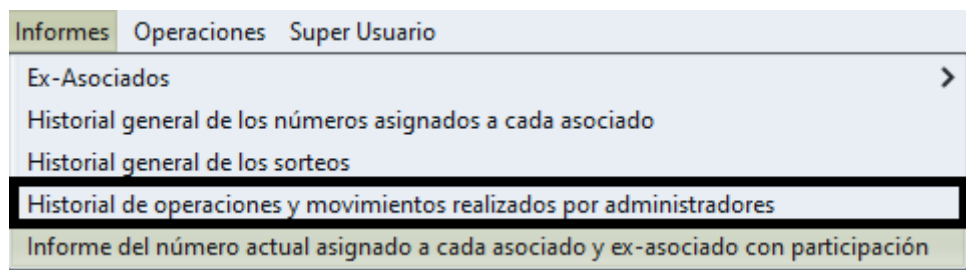 Informes Operaciones Super Usuario
Ex-Asociados
Historial general de los números asignados a cada asociado
Historial general de los sorteos
Historial de operaciones y movimientos realizados por administradores
Informe del número actual asignado a cada asociado y ex-asociado con participación